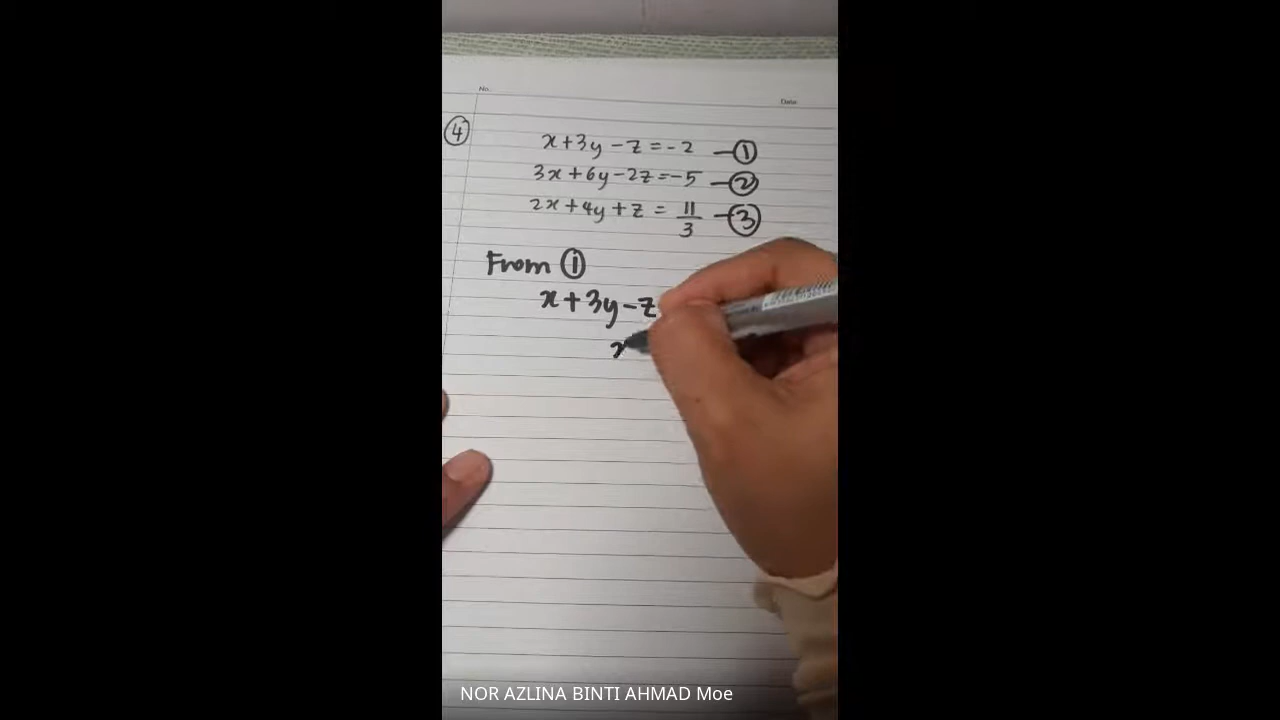 No.
Date
④
x+3y-z=-2 —①
3x+6y-2z=-5 —②
2x+4y+z = 11/3 —③
From ①
x+3y-z
x
NOR AZLINA BINTI AHMAD Moe